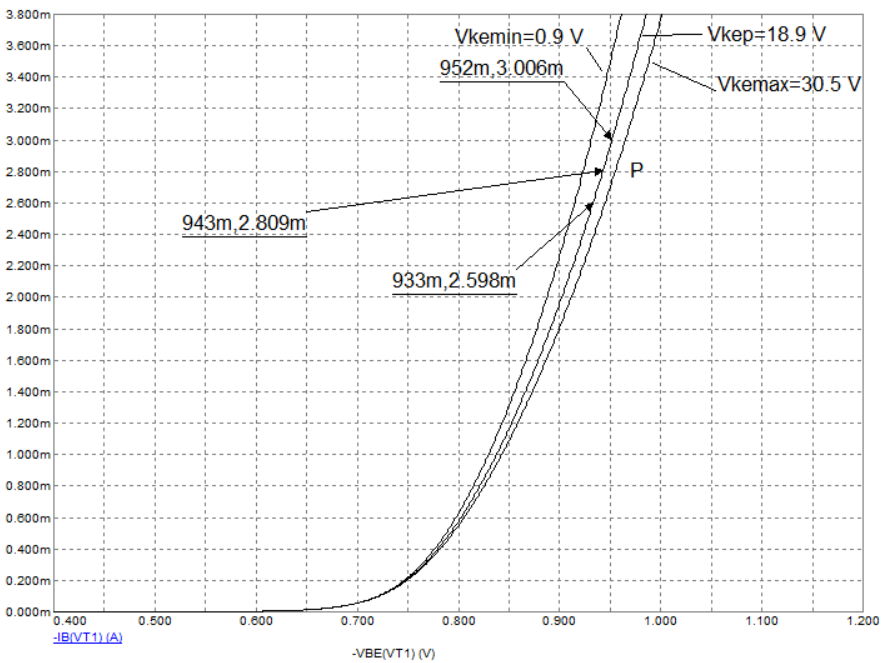 3.800m
3.600m
3.400m
3.200m
3.000m
2.800m
2.600m
2.400m
2.200m
2.000m
1.800m
1.600m
1.400m
1.200m
1.000m
0.800m
0.600m
0.400m
0.200m
0.000m
Vkemin=0.9 V
Vkep=18.9 V
952m,3.006m
Vkemax=30.5 V
P
943m,2.809m
933m,2.598m
0.400 0.500 0.600 0.700 0.800 0.900 1.000 1.100 1.200
-IB(VT1) (A)
-VBE(VT1) (V)